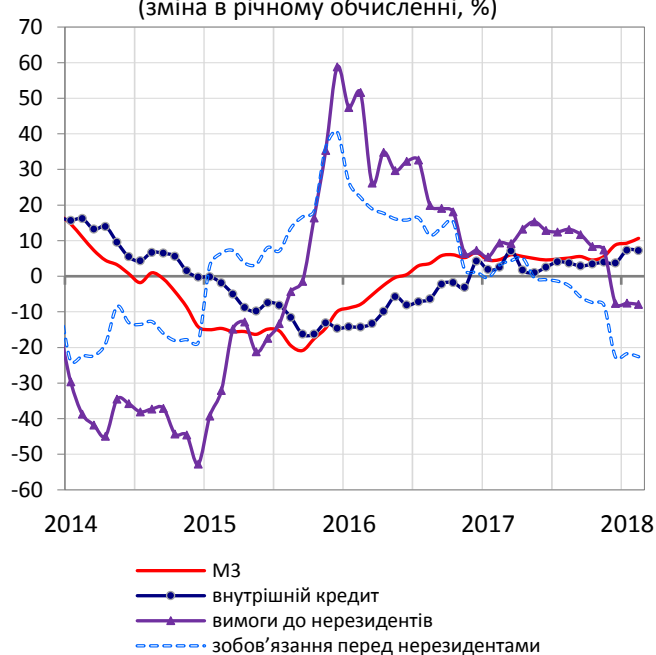 (зміна в річному обчисленні, %)
70
60
50
40
30
20
10
0
-10
-20
-30
-40
-50
-60
2014 2015 2016 2017 2018
М3
внутрішній кредит
вимоги до нерезидентів
зобов’язання перед нерезидентами